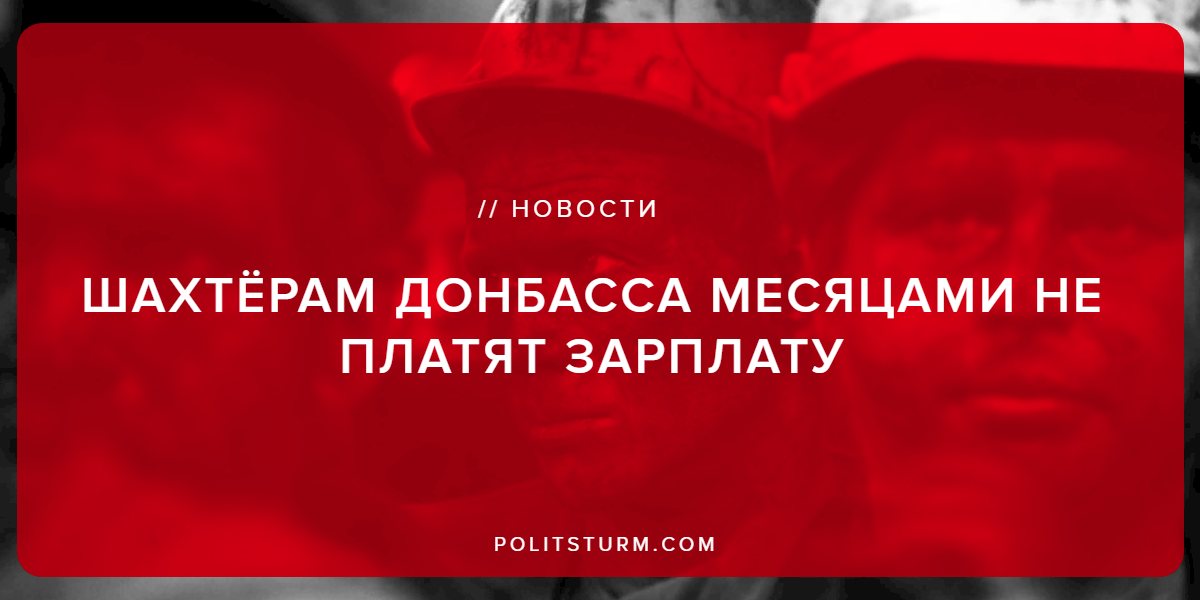 // НОВОСТИ
ШАХТЁРАМ ДОНБАССА МЕСЯЦАМИ НЕ
ПЛАТЯТ ЗАРПЛАТУ
POLITSTURM.COM